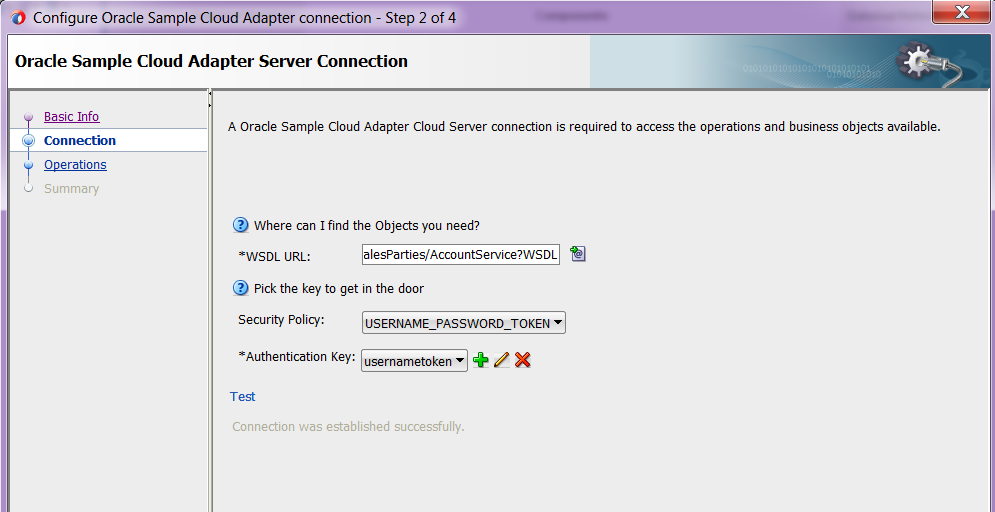 Configure Oracle Sample Cloud Adapter connection - Step 2 of 4
Components
Oracle Sample Cloud Adapter Server Connection
0101010101010101010101010101
01010101010
Basic Info
Connection
Operations
Summary
A Oracle Sample Cloud Adapter Cloud Server connection is required to access the operations and business objects available.
? Where can I find the Objects you need?
*WSDL URL: alesParties/AccountService?WSDL
? Pick the key to get in the door
Security Policy: USERNAME_PASSWORD_TOKEN
*Authentication Key: usernametoken
Test
Connection was established successfully.